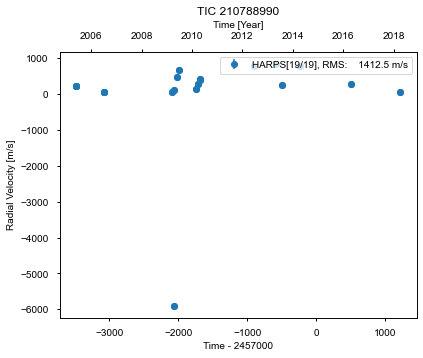 TIC 210788990
Time [Year]
2006 2008 2010 2012 2014 2016 2018
HARPS[19/19], RMS: 1412.5 m/s
1000
0
−1000
−2000
−3000
−4000
−5000
−6000
Radial Velocity [m/s]
−3000 −2000 −1000 0 1000
Time - 2457000